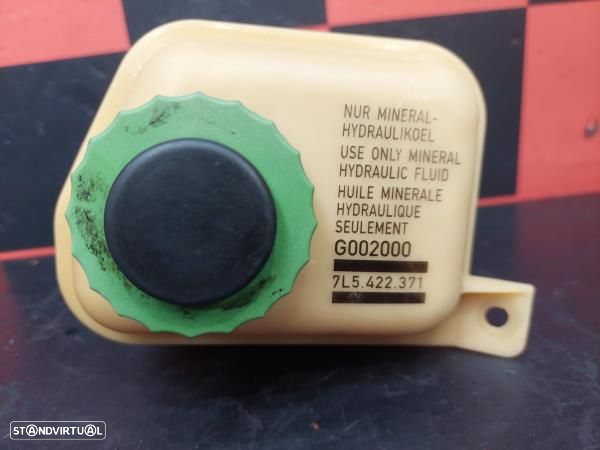 NUR MINERAL-
HYDRAULIKOEL
USE ONLY MINERAL
HYDRAULIC FLUID
HUILE MINERALE
HYDRAULIQUE
SEULEMENT
G002000
7L5.422.371
STANDVIRTUAL